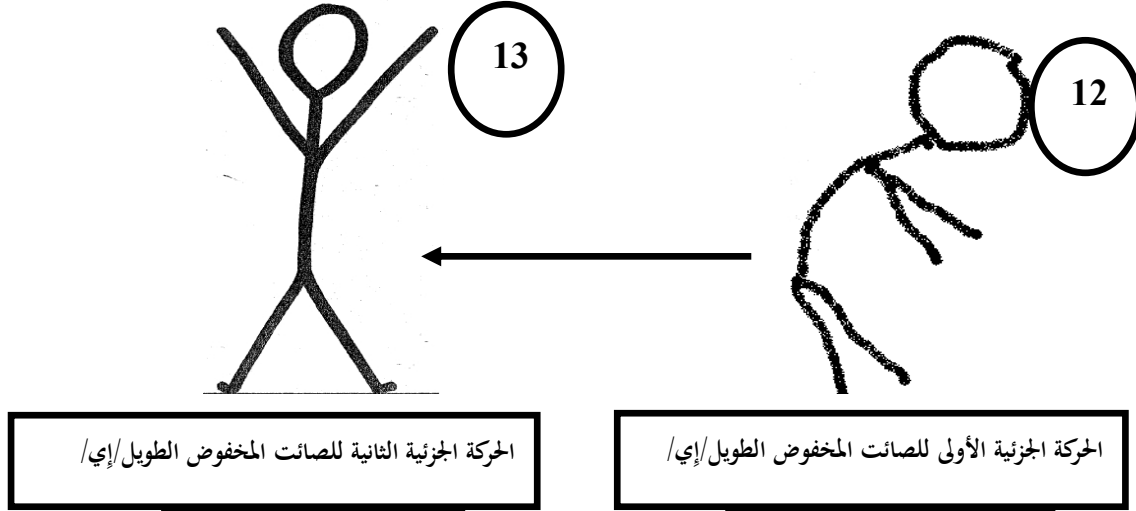 12
13
الحركة الجزئية الأولى للصائت المخفوض الطويل/إي/
الحركة الجزئية الثانية للصائت المخفوض الطويل/إي/